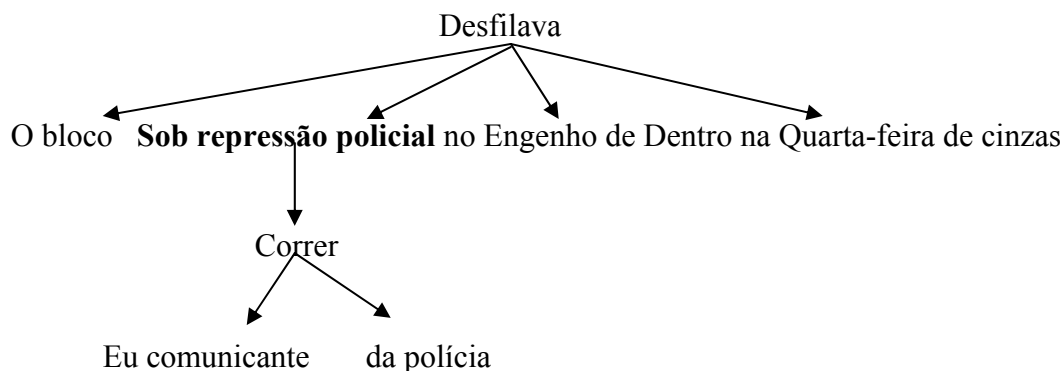 Desfilava
O bloco Sob repressão policial no Engenho de Dentro na Quarta-feira de cinzas
Correr
Eu comunicante da polícia